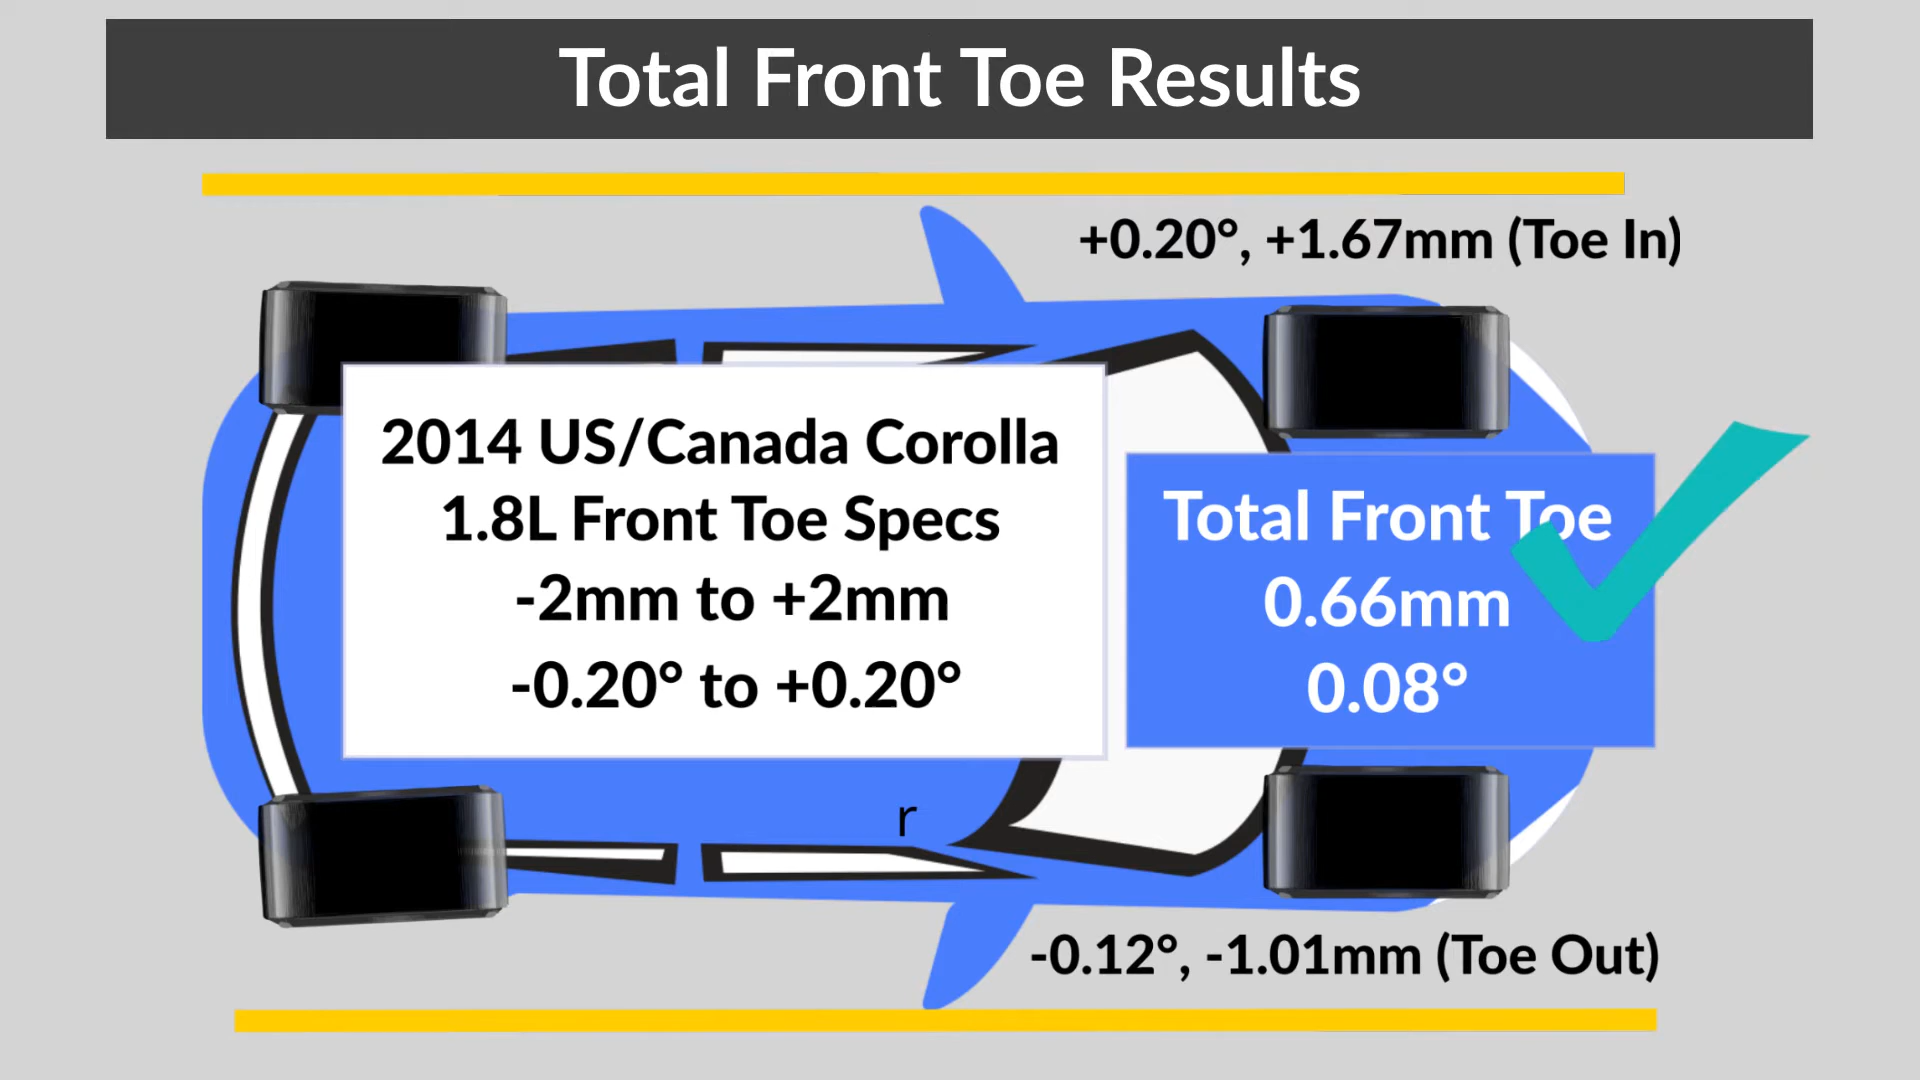 Total Front Toe Results
+0.20°, +1.67mm (Toe In)
2014 US/Canada Corolla
1.8L Front Toe Specs
-2mm to +2mm
-0.20° to +0.20°
Total Front Toe
0.66mm
0.08°
r
-0.12°, -1.01mm (Toe Out)